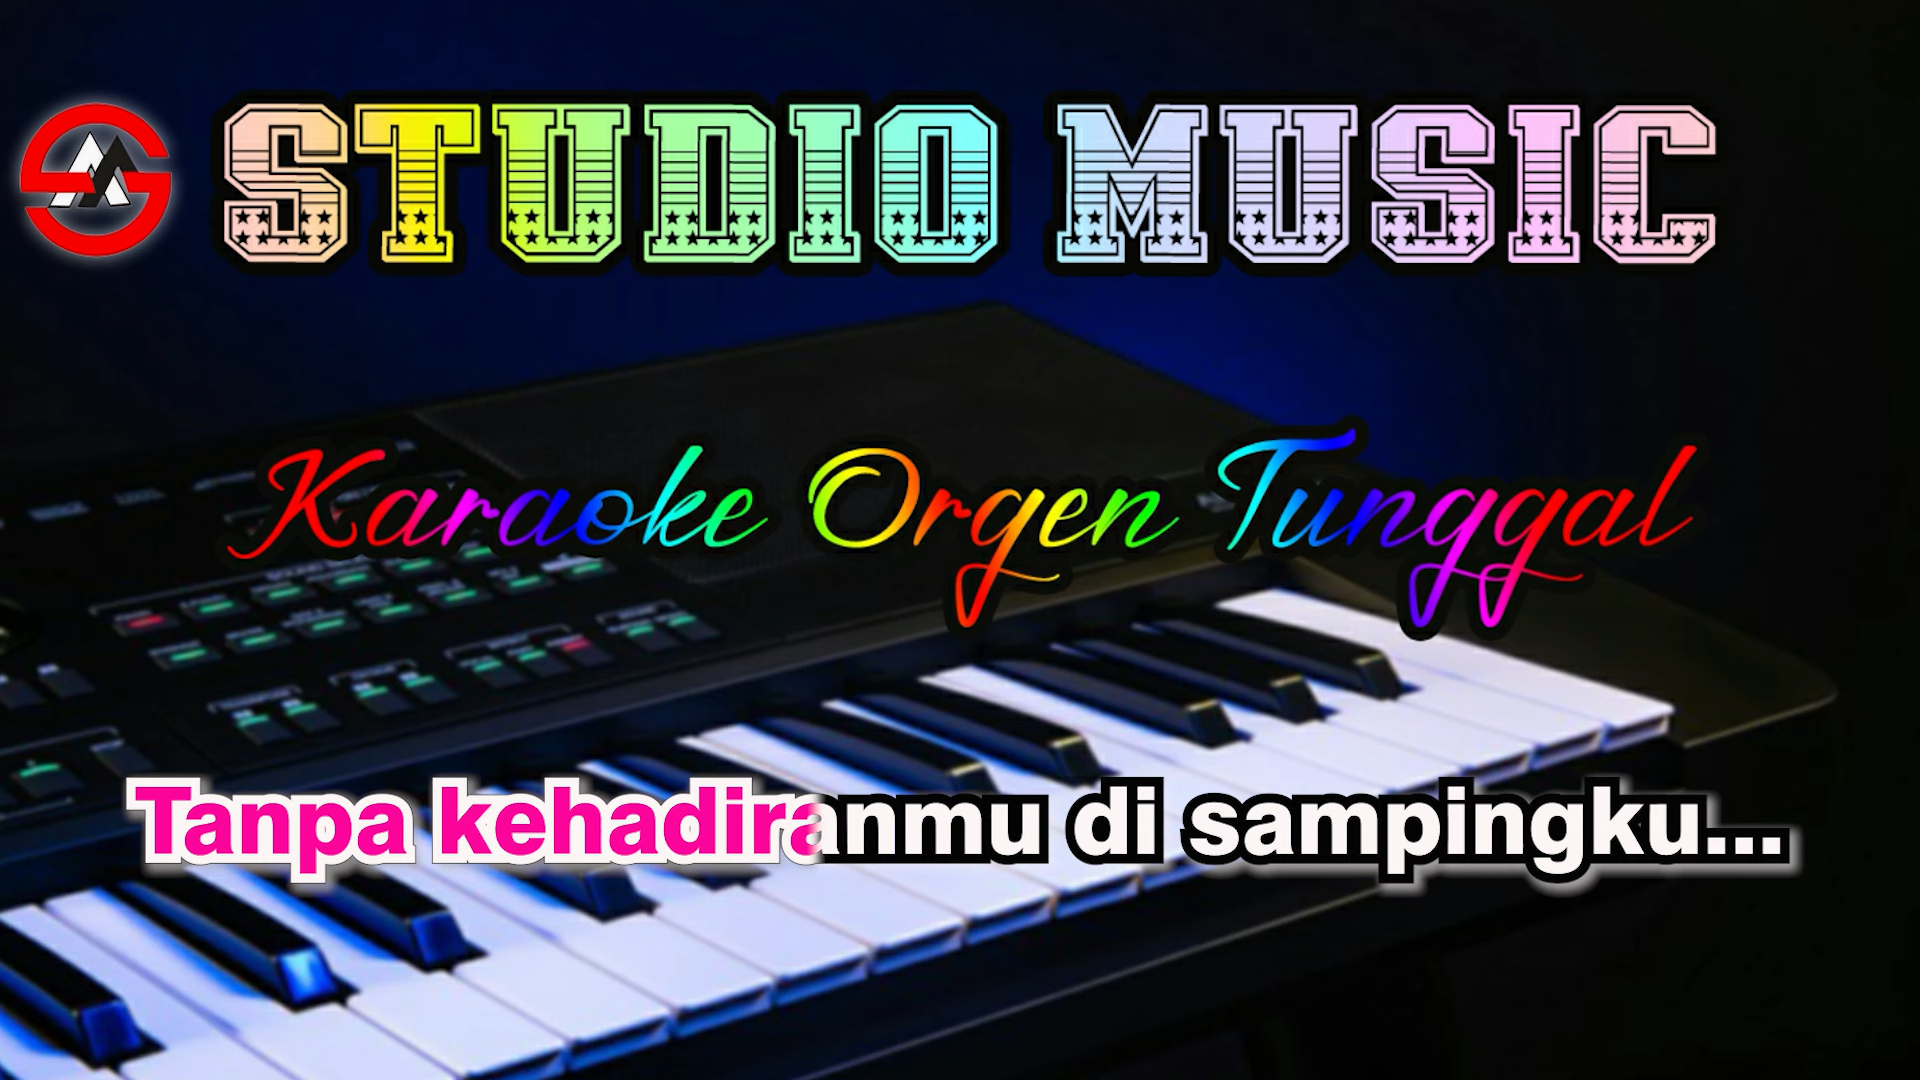 STUDIO MUSIC
Karaoke Orgen Tunggal
Tanpa kehadiranmu di sampingku...